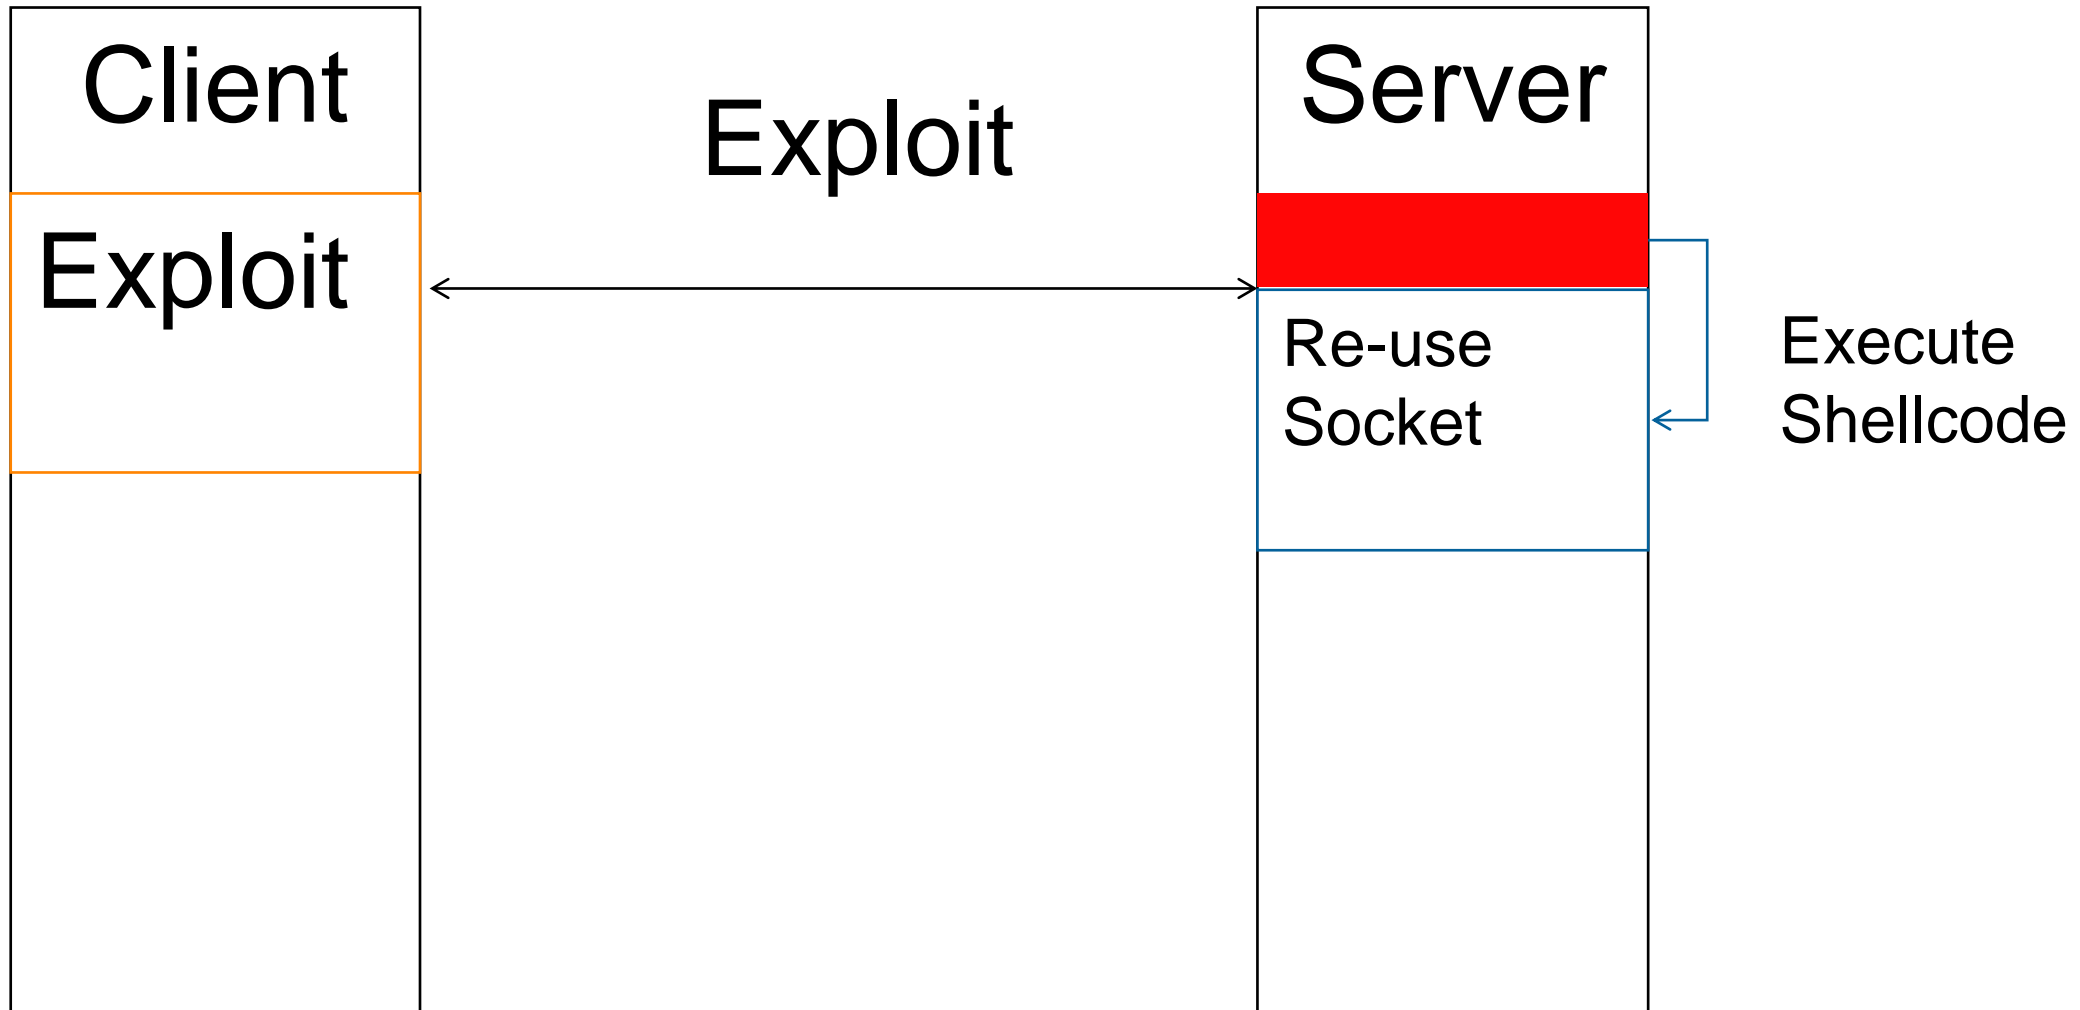 Client
Exploit
Server
Exploit
Re-use
Socket
Execute
Shellcode